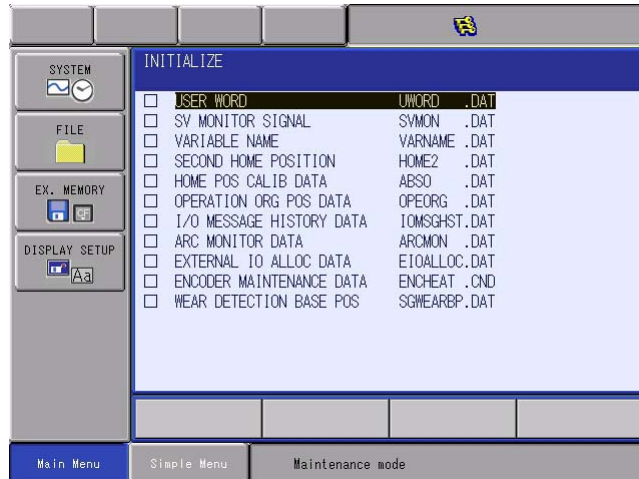 SYSTEM
FILE
EX. MEMORY
CF
DISPLAY SETUP
Aa
INITIALIZE
USER WORD UWORD .DAT
SV MONITOR SIGNAL SVMON .DAT
VARIABLE NAME VARNAME .DAT
SECOND HOME POSITION HOME2 .DAT
HOME POS CALIB DATA ABSO .DAT
OPERATION ORG POS DATA OPEORG .DAT
I/O MESSAGE HISTORY DATA IOMSGHST.DAT
ARC MONITOR DATA ARCMON .DAT
EXTERNAL IO ALLOC DATA EIOALLOC.DAT
ENCODER MAINTENANCE DATA ENCHEAT .CND
WEAR DETECTION BASE POS SGWEARBP.DAT
Main Menu
Simple Menu
Maintenance mode